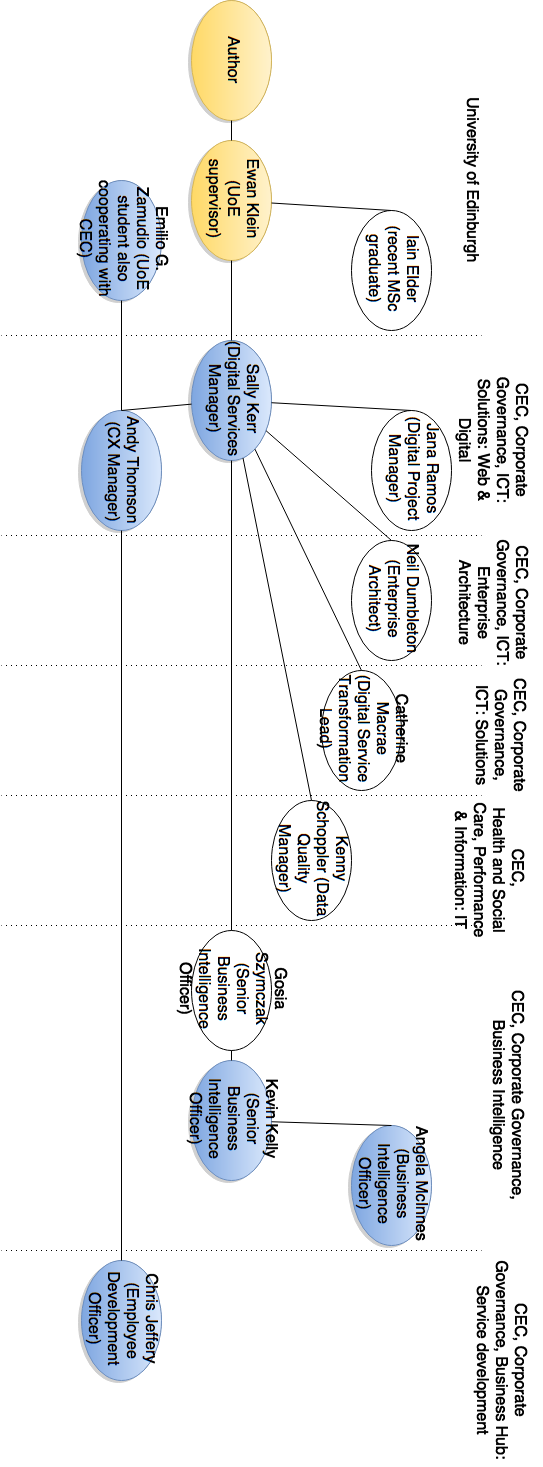 University of Edinburgh
CEC, Corporate
Governance, ICT:
Solutions: Web &
Digital
CEC, Corporate
Governance, ICT:
Enterprise
Architecture
CEC, Corporate
Governance,
ICT: Solutions
CEC,
Health and Social
Care, Performance
& Information: IT
CEC, Corporate Governance,
Business Intelligence
CEC, Corporate
Governance, Business Hub:
Service development
Iain Elder
(recent MSc
graduate)
Jana Ramos
(Digital Project
Manager)
Neil Dumbleton
(Enterprise
Architect)
Catherine
Macrae
(Digital Service
Transformation
Lead)
Kenny
Schoppler (Data
Quality
Manager)
Angela McInnes
(Business
Intelligence
Officer)
Author
Ewan Klein
(UoE
supervisor)
Sally Kerr
(Digital Services
Manager)
Gosia
Szymczak
(Senior
Business
Intelligence
Officer)
Kevin Kelly
(Senior
Business
Intelligence
Officer)
Emilio G.
Zamudio (UoE
student also
cooperating with
CEC)
Andy Thomson
(CX Manager)
Chris Jeffery
(Employee
Development
Officer)